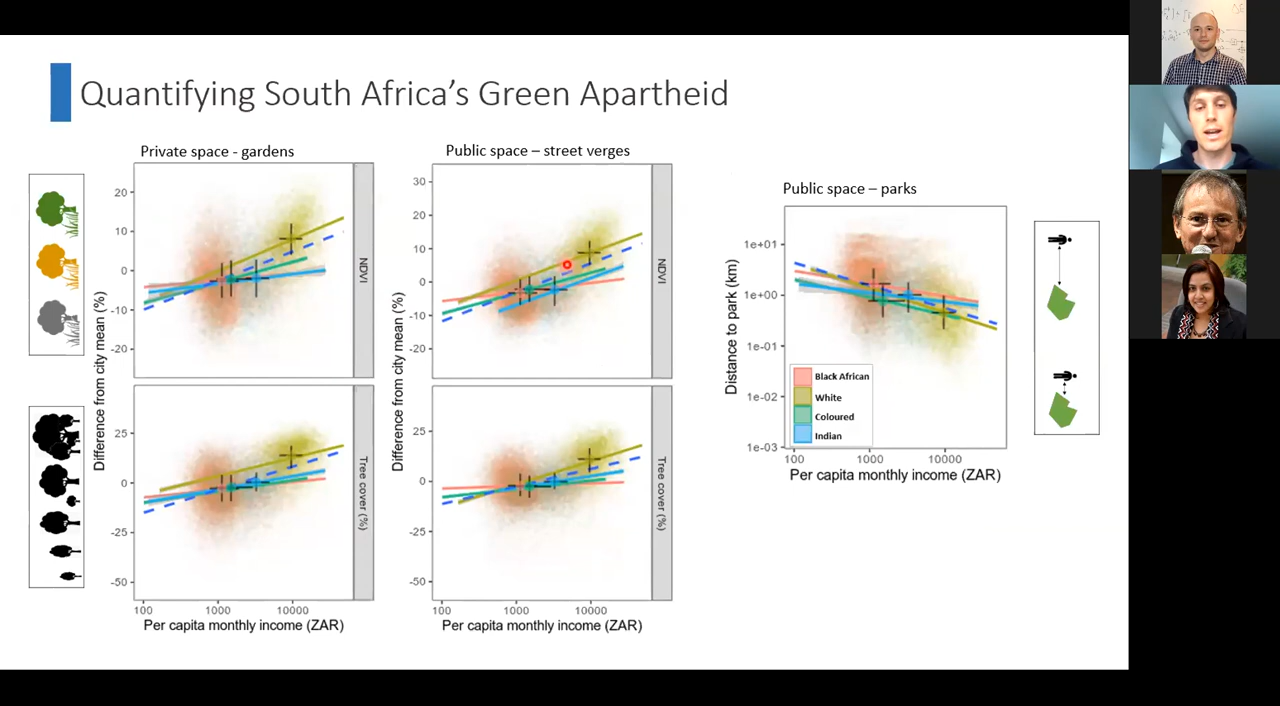 Quantifying South Africa's Green Apartheid
Private space - gardens
Public space – street verges
Public space – parks
20
10
0
-10
-20
NDVI
25
0
-25
-50
Tree cover (%)
Difference from city mean (%)
100 1000 10000
Per capita monthly income (ZAR)
30
20
10
0
-10
-20
NDVI
25
0
-25
-50
Tree cover (%)
Difference from city mean (%)
100 1000 10000
Per capita monthly income (ZAR)
1e+01
1e+00
1e-01
1e-02
1e-03
Distance to park (km)
Black African
White
Coloured
Indian
100 1000 10000
Per capita monthly income (ZAR)